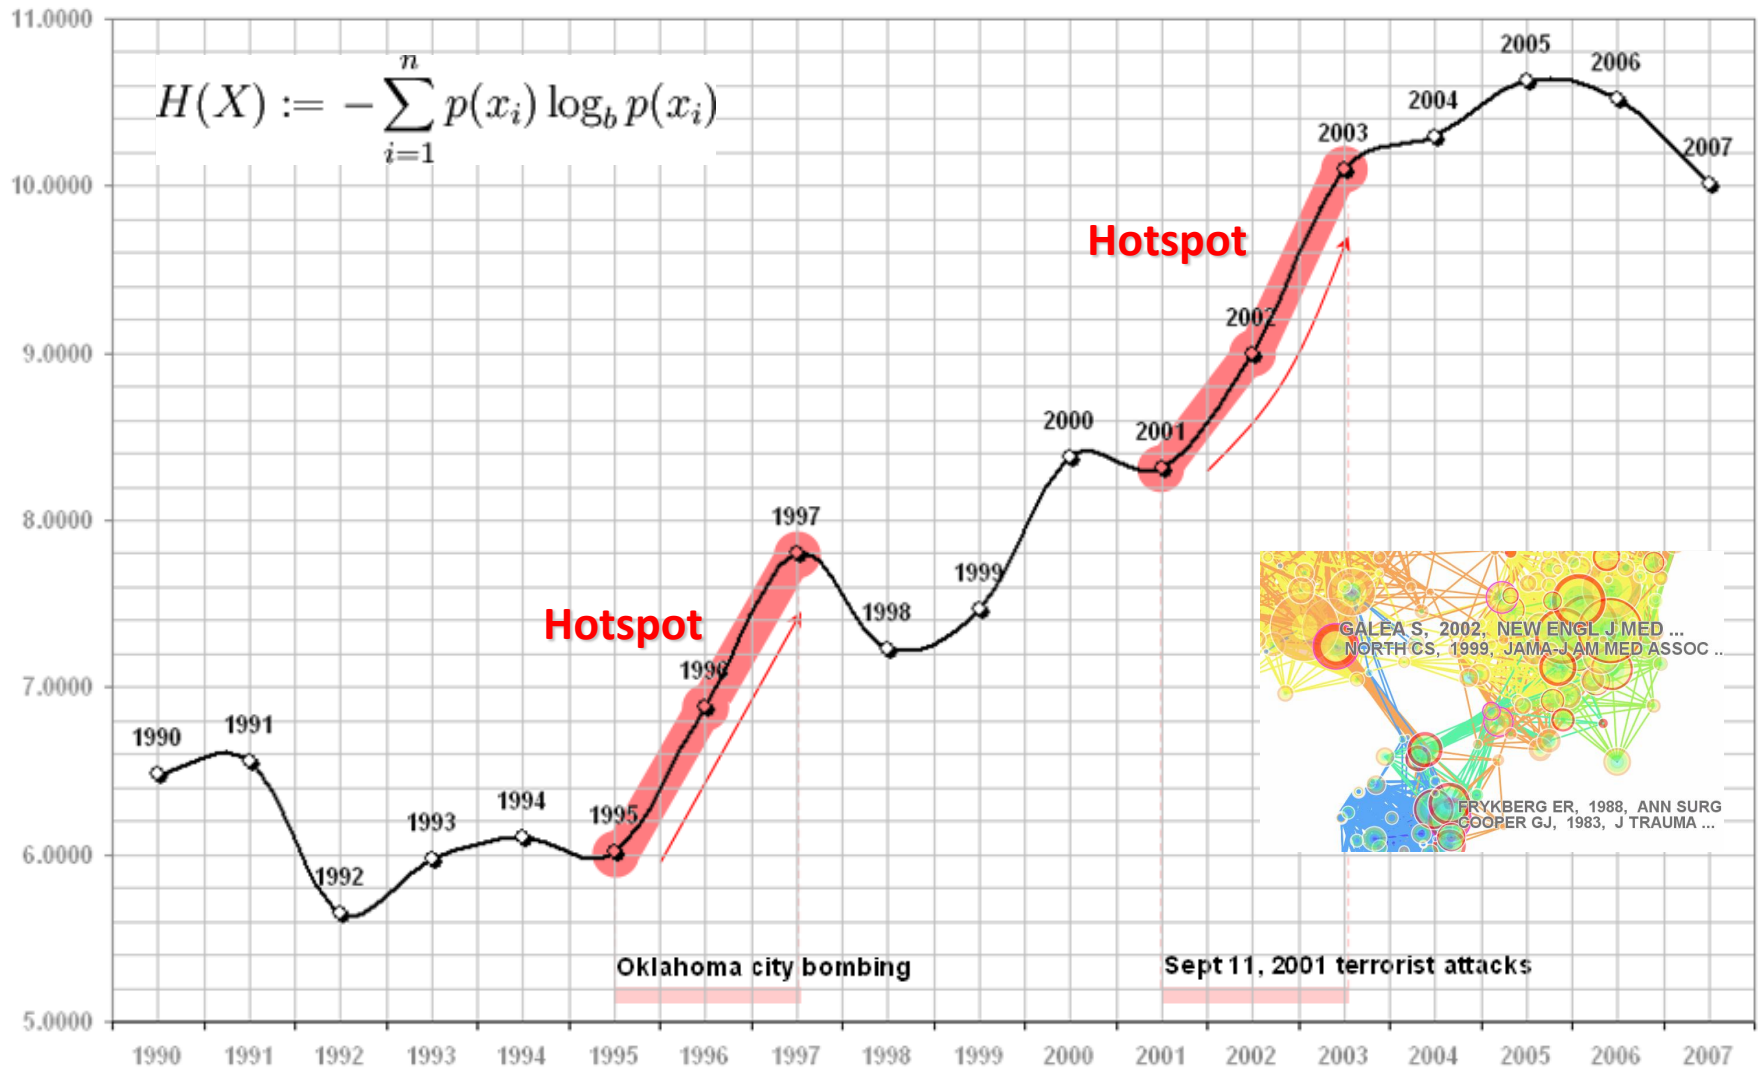 11.0000
10.0000
9.0000
8.0000
7.0000
6.0000
5.0000
H(X) := -∑ p(x_i) log_b p(x_i)
n
i=1
Hotspot
Hotspot
1990
1991
1992
1993
1994
1995
1996
1997
1998
1999
2000
2001
2002
2003
2004
2005
2006
2007
GALEA S, 2002, NEW ENGL J MED ...
NORTH CS, 1999, JAMA-J AM MED ASSOC ..
FRYKBERG ER, 1988, ANN SURG
COOPER GJ, 1983, J TRAUMA ...
Oklahoma city bombing
Sept 11, 2001 terrorist attacks
1990 1991 1992 1993 1994 1995 1996 1997 1998 1999 2000 2001 2002 2003 2004 2005 2006 2007